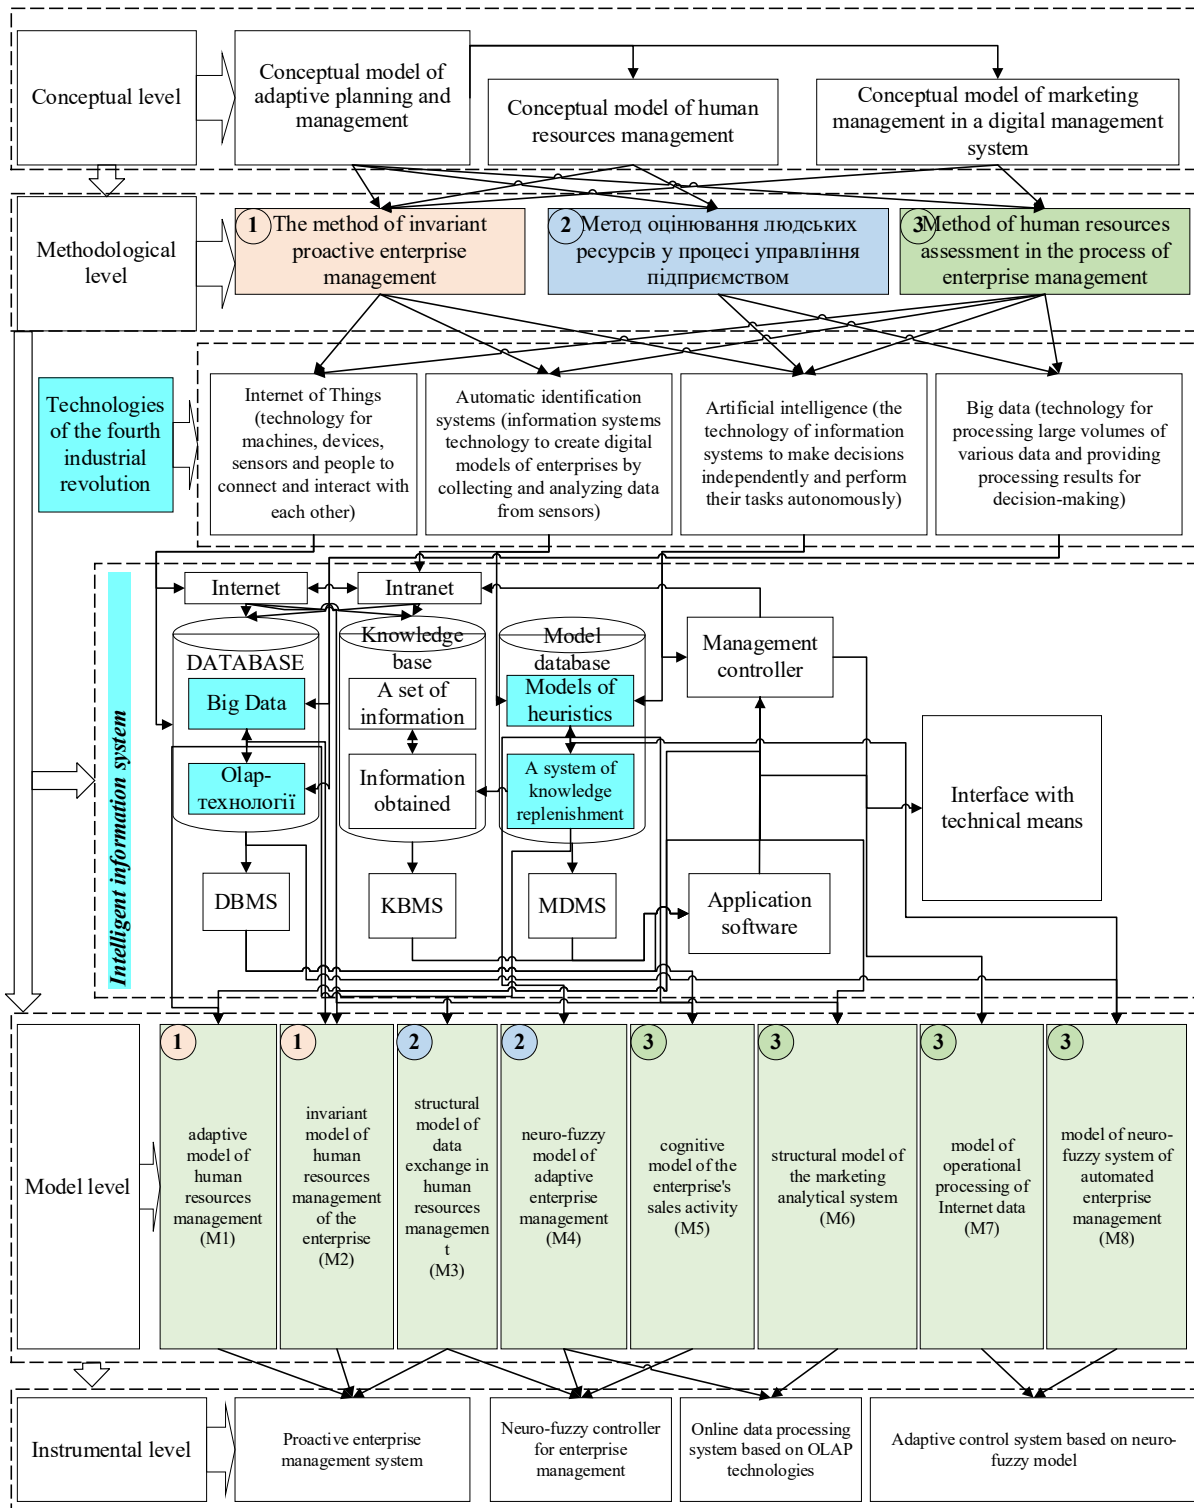 Conceptual level
Conceptual model of
adaptive planning and
management
Conceptual model of human
resources management
Conceptual model of marketing
management in a digital management
system
Methodological
level
1
The method of invariant
proactive enterprise
management
2
Метод оцінювання людських
ресурсів у процесі управління
підприємством
3
Method of human resources
assessment in the process of
enterprise management
Technologies
of the fourth
industrial
revolution
Internet of Things
(technology for
machines, devices,
sensors and people to
connect and interact with
each other)
Automatic identification
systems (information systems
technology to create digital
models of enterprises by
collecting and analyzing data
from sensors)
Artificial intelligence (the
technology of information
systems to make decisions
independently and perform
their tasks autonomously)
Big data (technology for
processing large volumes of
various data and providing
processing results for
decision-making)
Intelligent information system
Internet
Intranet
DATABASE
Big Data
Olap-
технології
Knowledge
base
A set of
information
Information
obtained
Model
database
Models of
heuristics
A system of
knowledge
replenishment
Management
controller
Interface with
technical means
DBMS
KBMS
MDMS
Application
software
Model level
1
adaptive
model of
human
resources
management
(M1)
1
invariant
model of
human
resources
management
of the
enterprise
(M2)
2
structural
model of
data
exchange in
human
resources
managemen
t
(M3)
2
neuro-fuzzy
model of
adaptive
enterprise
management
(M4)
3
cognitive
model of the
enterprise's
sales activity
(M5)
3
structural model of
the marketing
analytical system
(M6)
3
model of
operational
processing of
Internet data
(M7)
3
model of neuro-
fuzzy system of
automated
enterprise
management
(M8)
Instrumental level
Proactive enterprise
management system
Neuro-fuzzy controller
for enterprise
management
Online data processing
system based on OLAP
technologies
Adaptive control system based on neuro-
fuzzy model